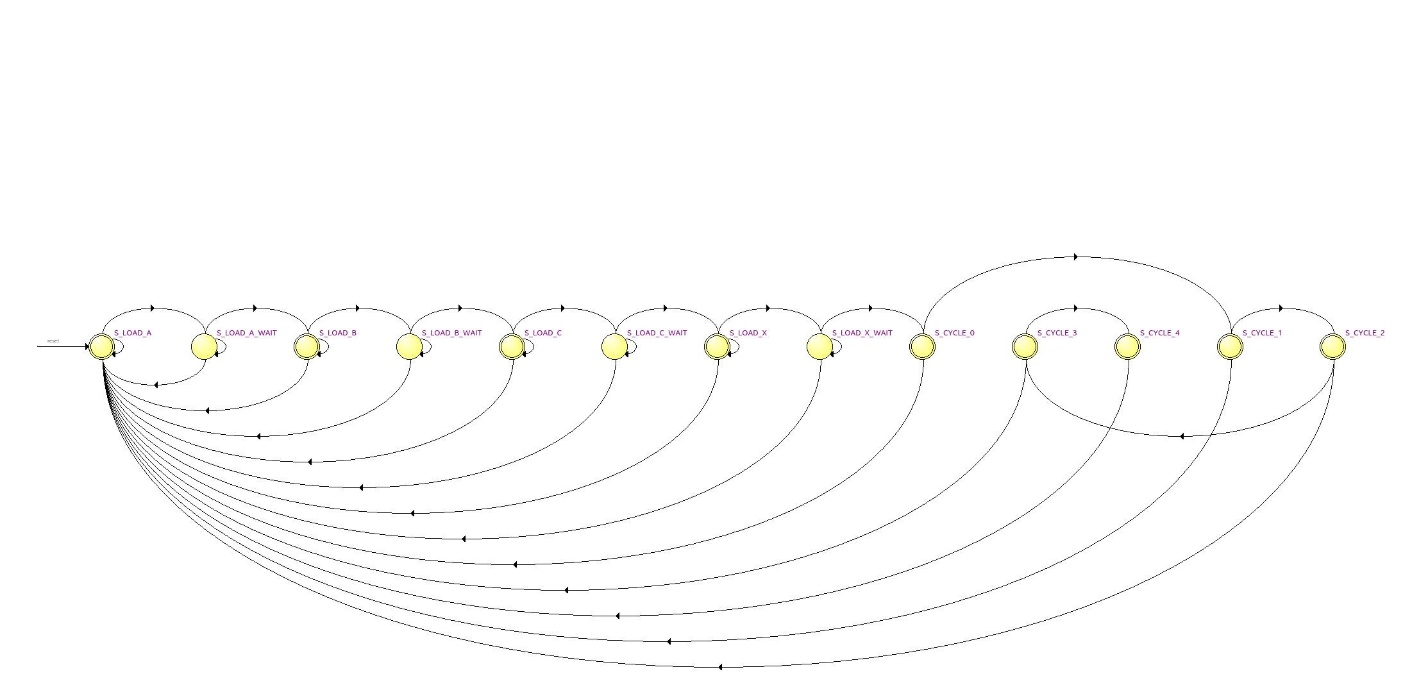 S_LOAD_A
S_LOAD_A_WAIT
S_LOAD_B
S_LOAD_B_WAIT
S_LOAD_C
S_LOAD_C_WAIT
S_LOAD_X
S_LOAD_X_WAIT
S_CYCLE_0
S_CYCLE_3
S_CYCLE_4
S_CYCLE_1
S_CYCLE_2
reset